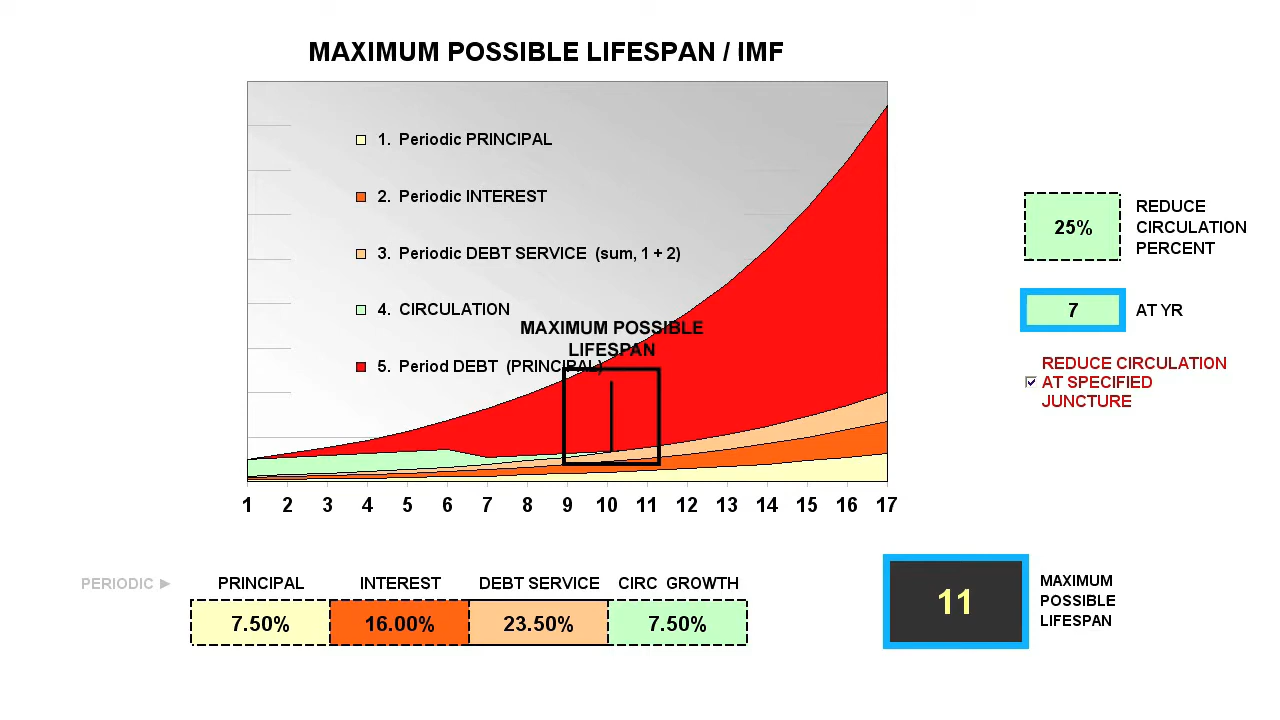 MAXIMUM POSSIBLE LIFESPAN / IMF
1. Periodic PRINCIPAL
2. Periodic INTEREST
3. Periodic DEBT SERVICE (sum, 1 + 2)
4. CIRCULATION
MAXIMUM POSSIBLE
LIFESPAN
5. Period DEBT (PRINCIPAL)
1 2 3 4 5 6 7 8 9 10 11 12 13 14 15 16 17
25%
REDUCE
CIRCULATION
PERCENT
7 AT YR
REDUCE CIRCULATION
AT SPECIFIED
JUNCTURE
PERIODIC ► PRINCIPAL INTEREST DEBT SERVICE CIRC GROWTH
7.50% 16.00% 23.50% 7.50%
11
MAXIMUM
POSSIBLE
LIFESPAN